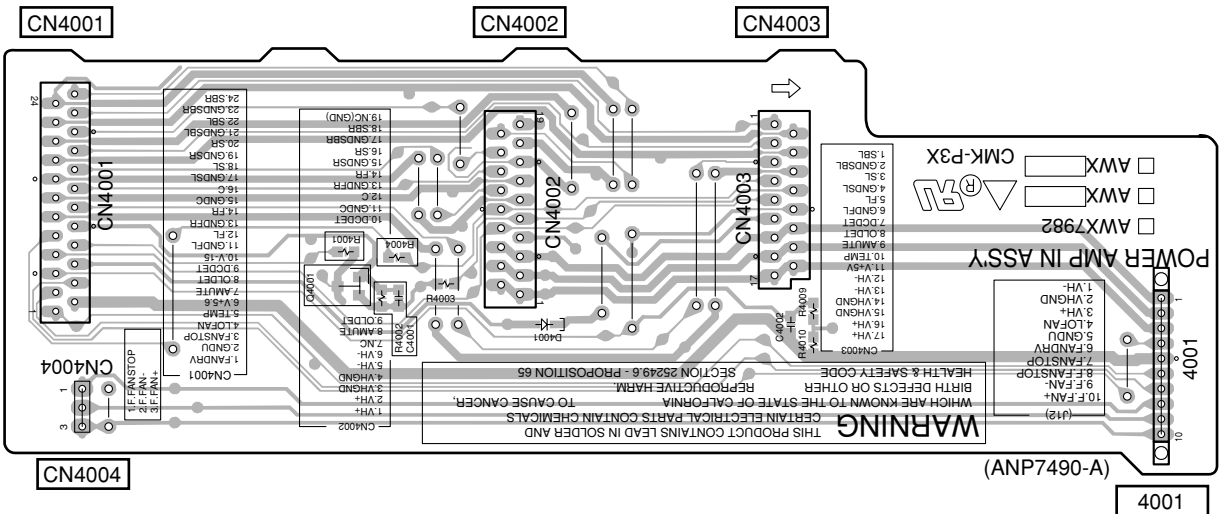 CN4001
CN4002
CN4003
24
CN4001
1
24.SBR
23.GNDSBR
22.SBL
21.GNDSBL
20.SR
19.GNDSR
18.SL
17.GNDSL
16.C
15.GNDC
14.FR
13.GNDFR
12.FL
11.GNDFL
10.V-15
9.DCDET
8.OLDET
7.AMUTE
6.V+5.6
5.TEMP
4.LOFAN
3.FANSTOP
2.GNDU
1.FANDRV
CN4001
19.NC(GND)
18.SBR
17.GNDSBR
16.SR
15.GNDSR
14.FR
13.GNDFR
12.C
11.GNDC
10.DCDET
R4001
R4004
Q4001
R4003
R4002
C4001
9.OLDET
8.AMUTE
7.NC
6.VH-
5.VH-
4.VHGND
3.VHGND
2.VH+
1.VH+
CN4002
19
CN4002
1
D4001
1
CN4003
17
1.SBL
2.GNDSBL
3.SL
4.GNDSL
5.FL
6.GNDFL
7.DCDET
8.OLDET
9.AMUTE
10.TEMP
11.+5V
12.VH-
13.VH-
14.VHGND
15.VHGND
16.VH+
17.VH+
CN4003
R4009
C4002
R4010
CMK-P3X
UR®
AWX
AWX
AWX7982
POWER AMP IN ASS'Y
1.VH-
2.VHGND
3.VH+
4.LOFAN
5.GNDU
6.FANDRV
7.FANSTOP
8.F.FANSTOP
9.F.FAN-
10.F.FAN+
(J12)
1
4001
10
CN4004
1
3
1.F.FANSTOP
2.F.FAN-
3.F.FAN+
WARNING
THIS PRODUCT CONTAINS LEAD IN SOLDER AND
CERTAIN ELECTRICAL PARTS CONTAIN CHEMICALS
WHICH ARE KNOWN TO THE STATE OF CALIFORNIA TO CAUSE CANCER,
BIRTH DEFECTS OR OTHER REPRODUCTIVE HARM.
HEALTH & SAFETY CODE SECTION 25249.6 - PROPOSITION 65
CN4004
(ANP7490-A)
4001